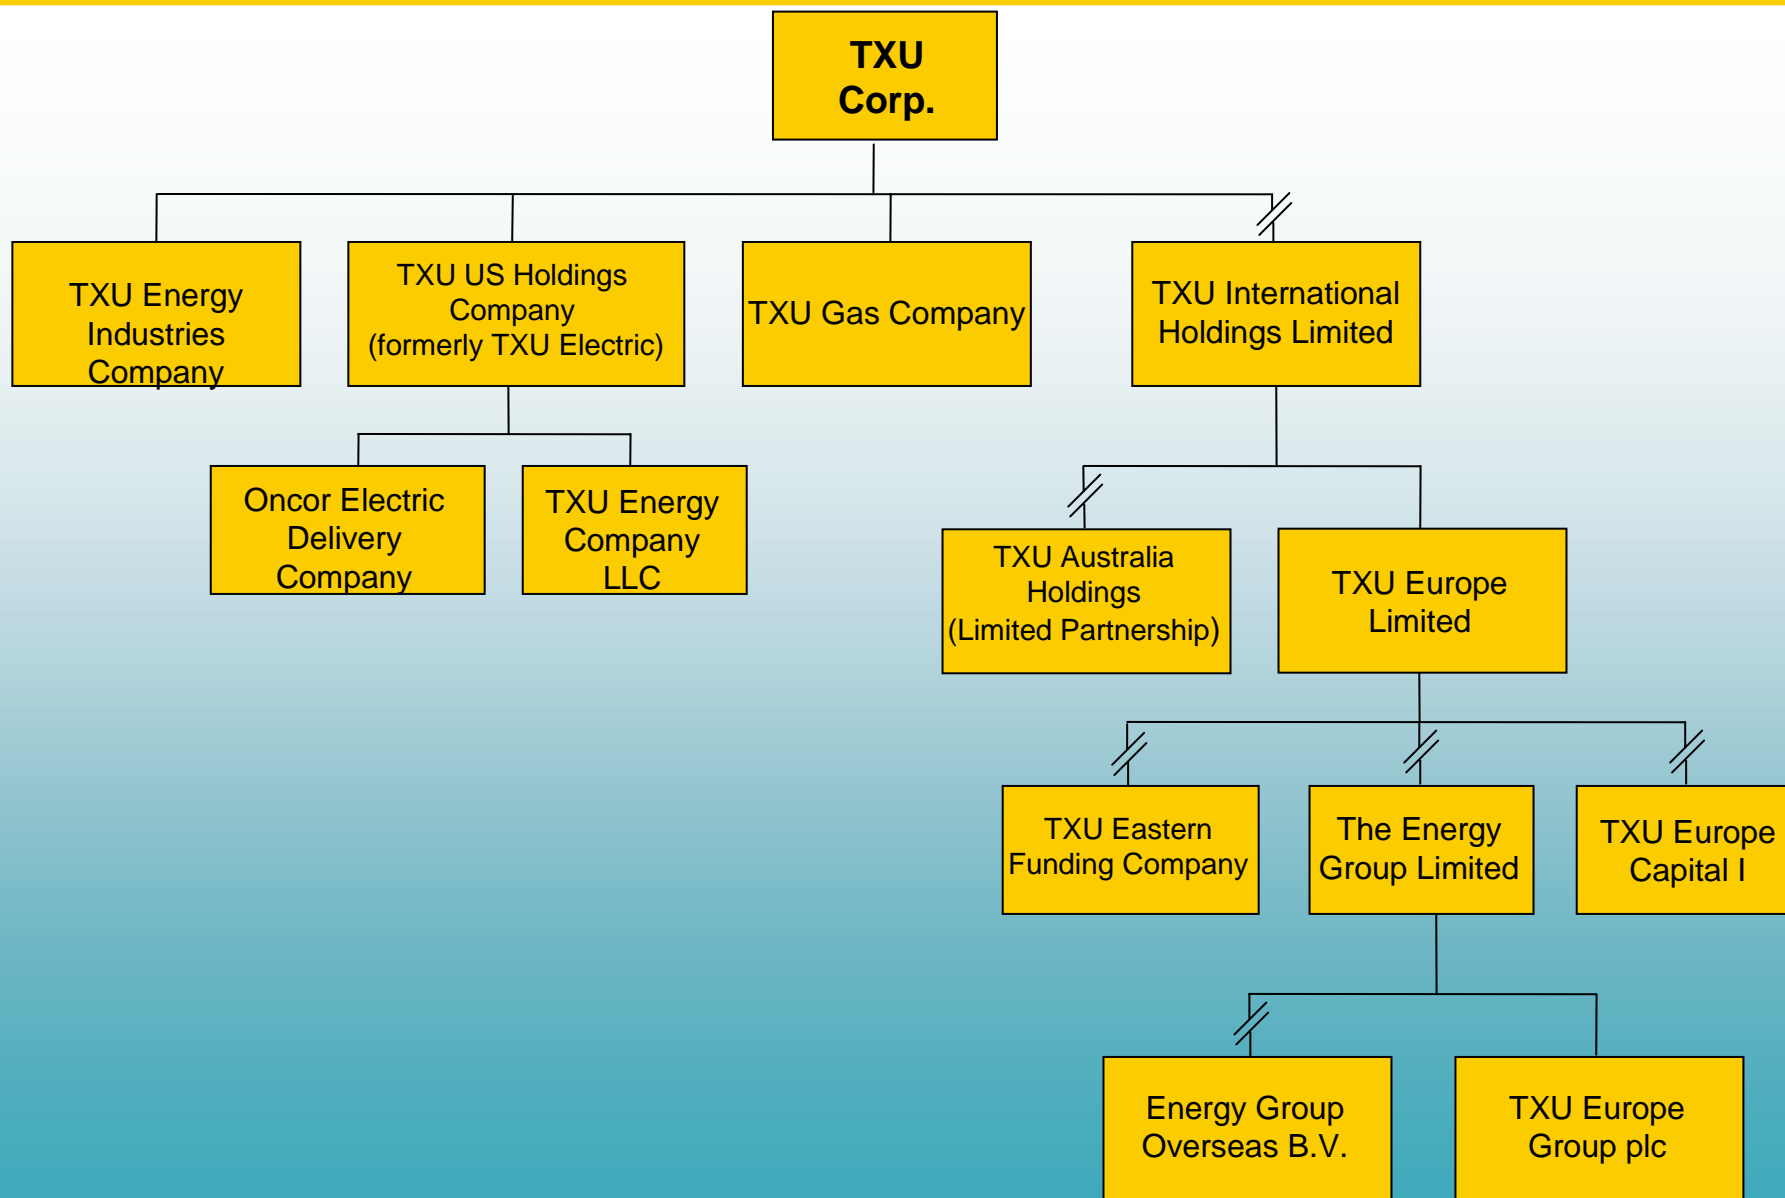 TXU
Corp.
TXU Energy
Industries
Company
TXU US Holdings
Company
(formerly TXU Electric)
TXU Gas Company
TXU International
Holdings Limited
Oncor Electric
Delivery
Company
TXU Energy
Company
LLC
TXU Australia
Holdings
(Limited Partnership)
TXU Europe
Limited
TXU Eastern
Funding Company
The Energy
Group Limited
TXU Europe
Capital I
Energy Group
Overseas B.V.
TXU Europe
Group plc